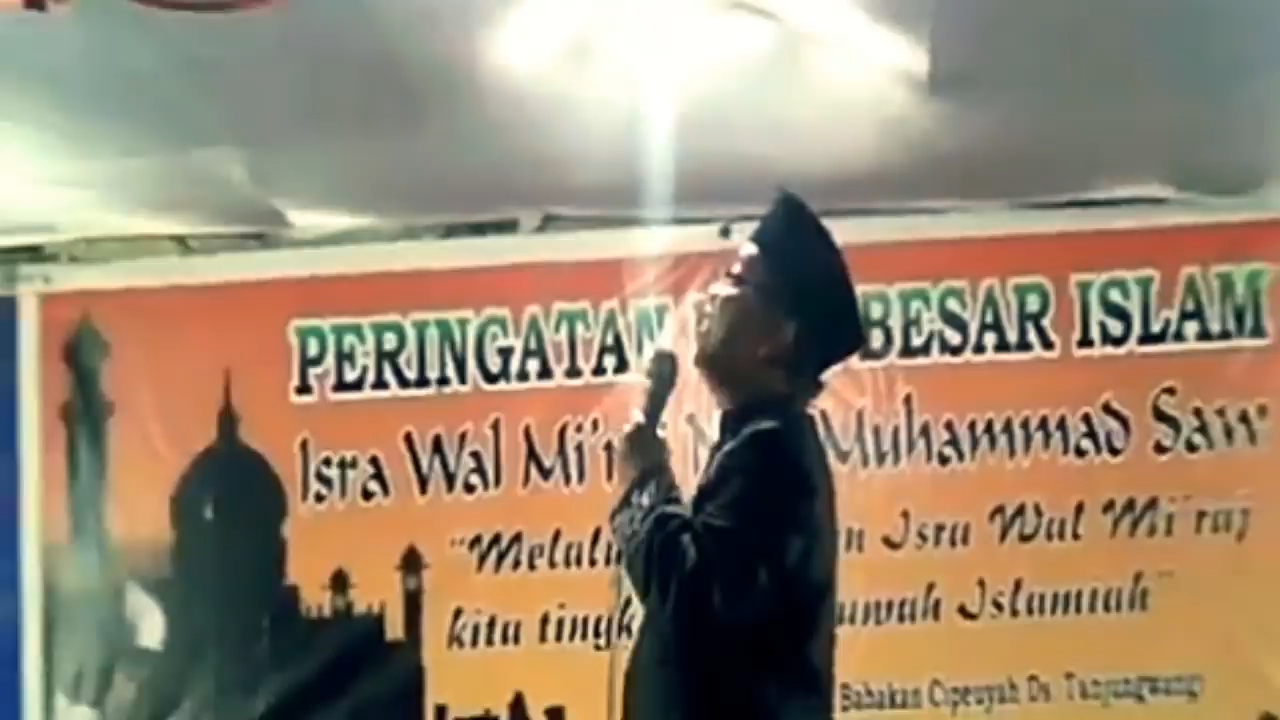 PERINGATAN BESAR ISLAM
Isra Wal Mi'r Muhammad Saw
"Melalui n Isra Wal Mi'raj
kita tingk uwah Islamiah"
Babakan Cipeuyah Ds. Tanjungwangi